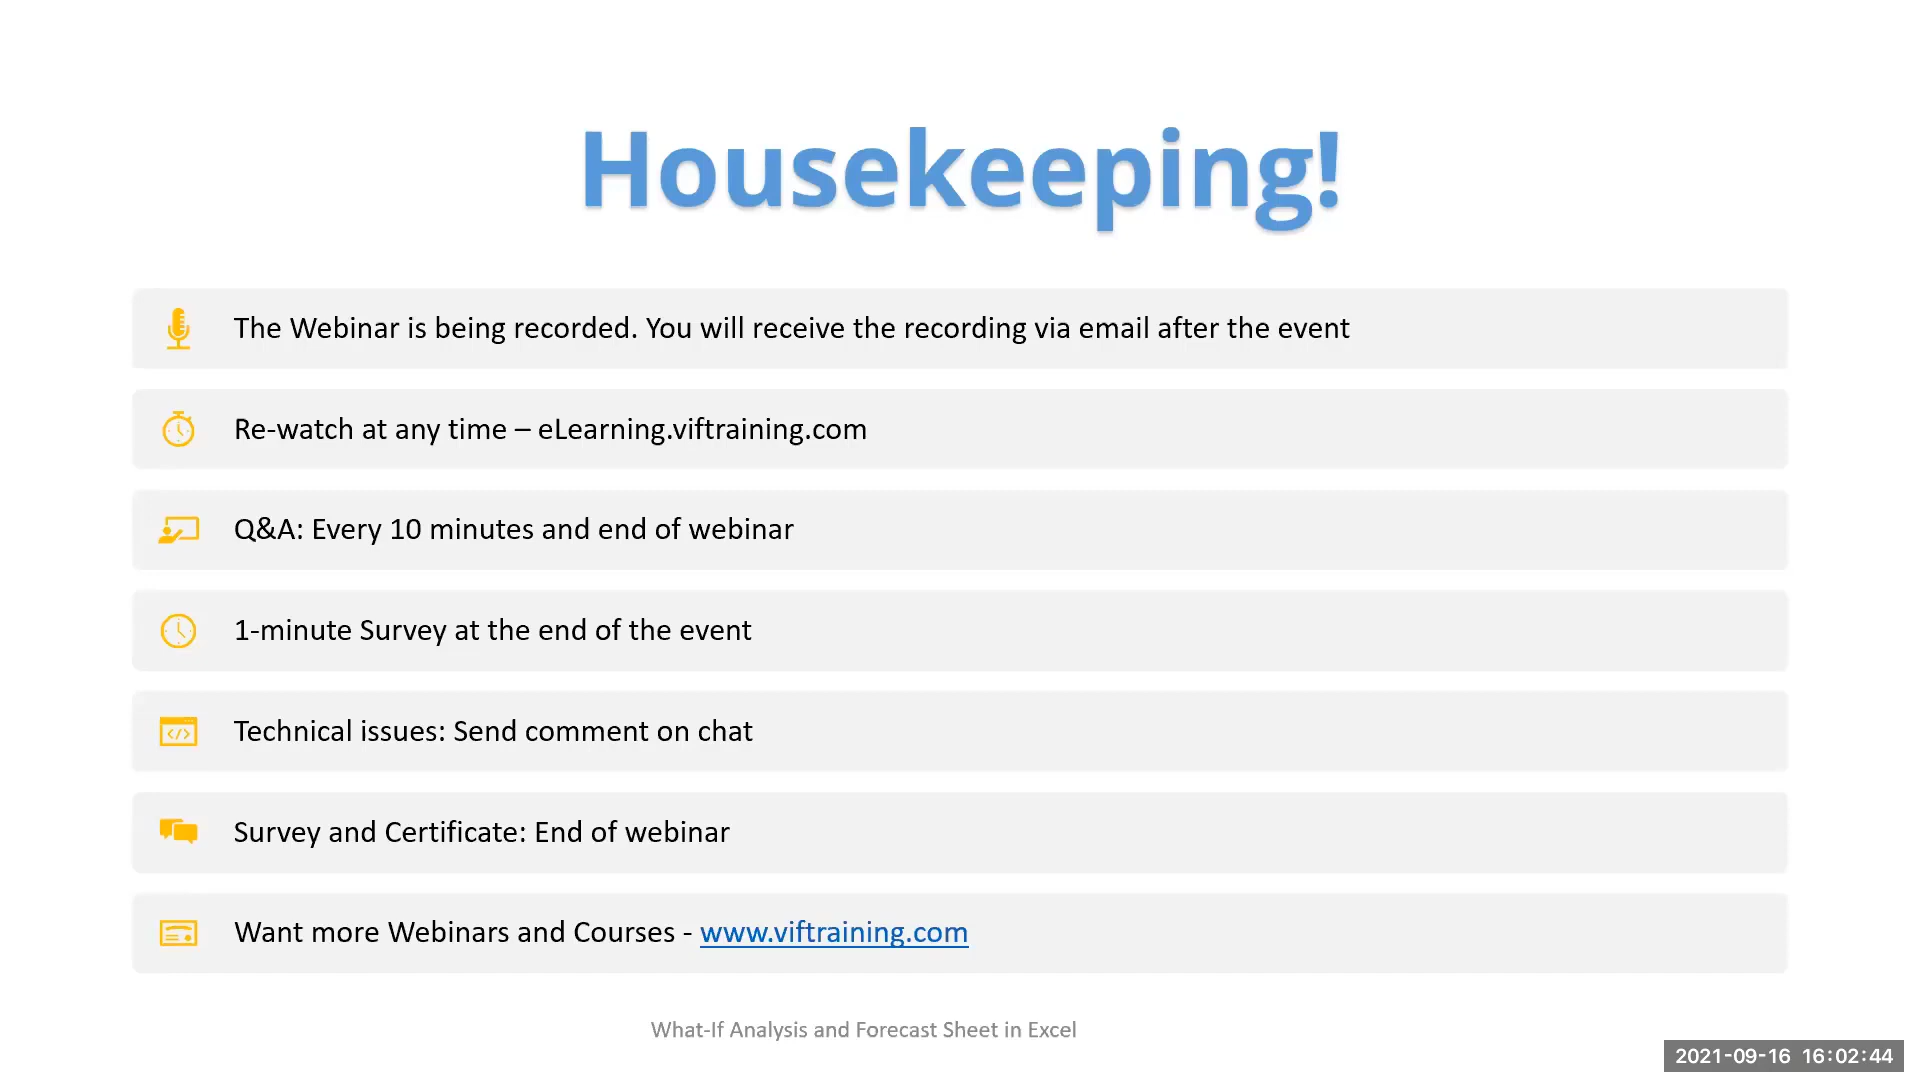 Housekeeping!
The Webinar is being recorded. You will receive the recording via email after the event
Re-watch at any time – eLearning.viftraining.com
Q&A: Every 10 minutes and end of webinar
1-minute Survey at the end of the event
Technical issues: Send comment on chat
Survey and Certificate: End of webinar
Want more Webinars and Courses - www.viftraining.com
What-If Analysis and Forecast Sheet in Excel
2021-09-16 16:02:44